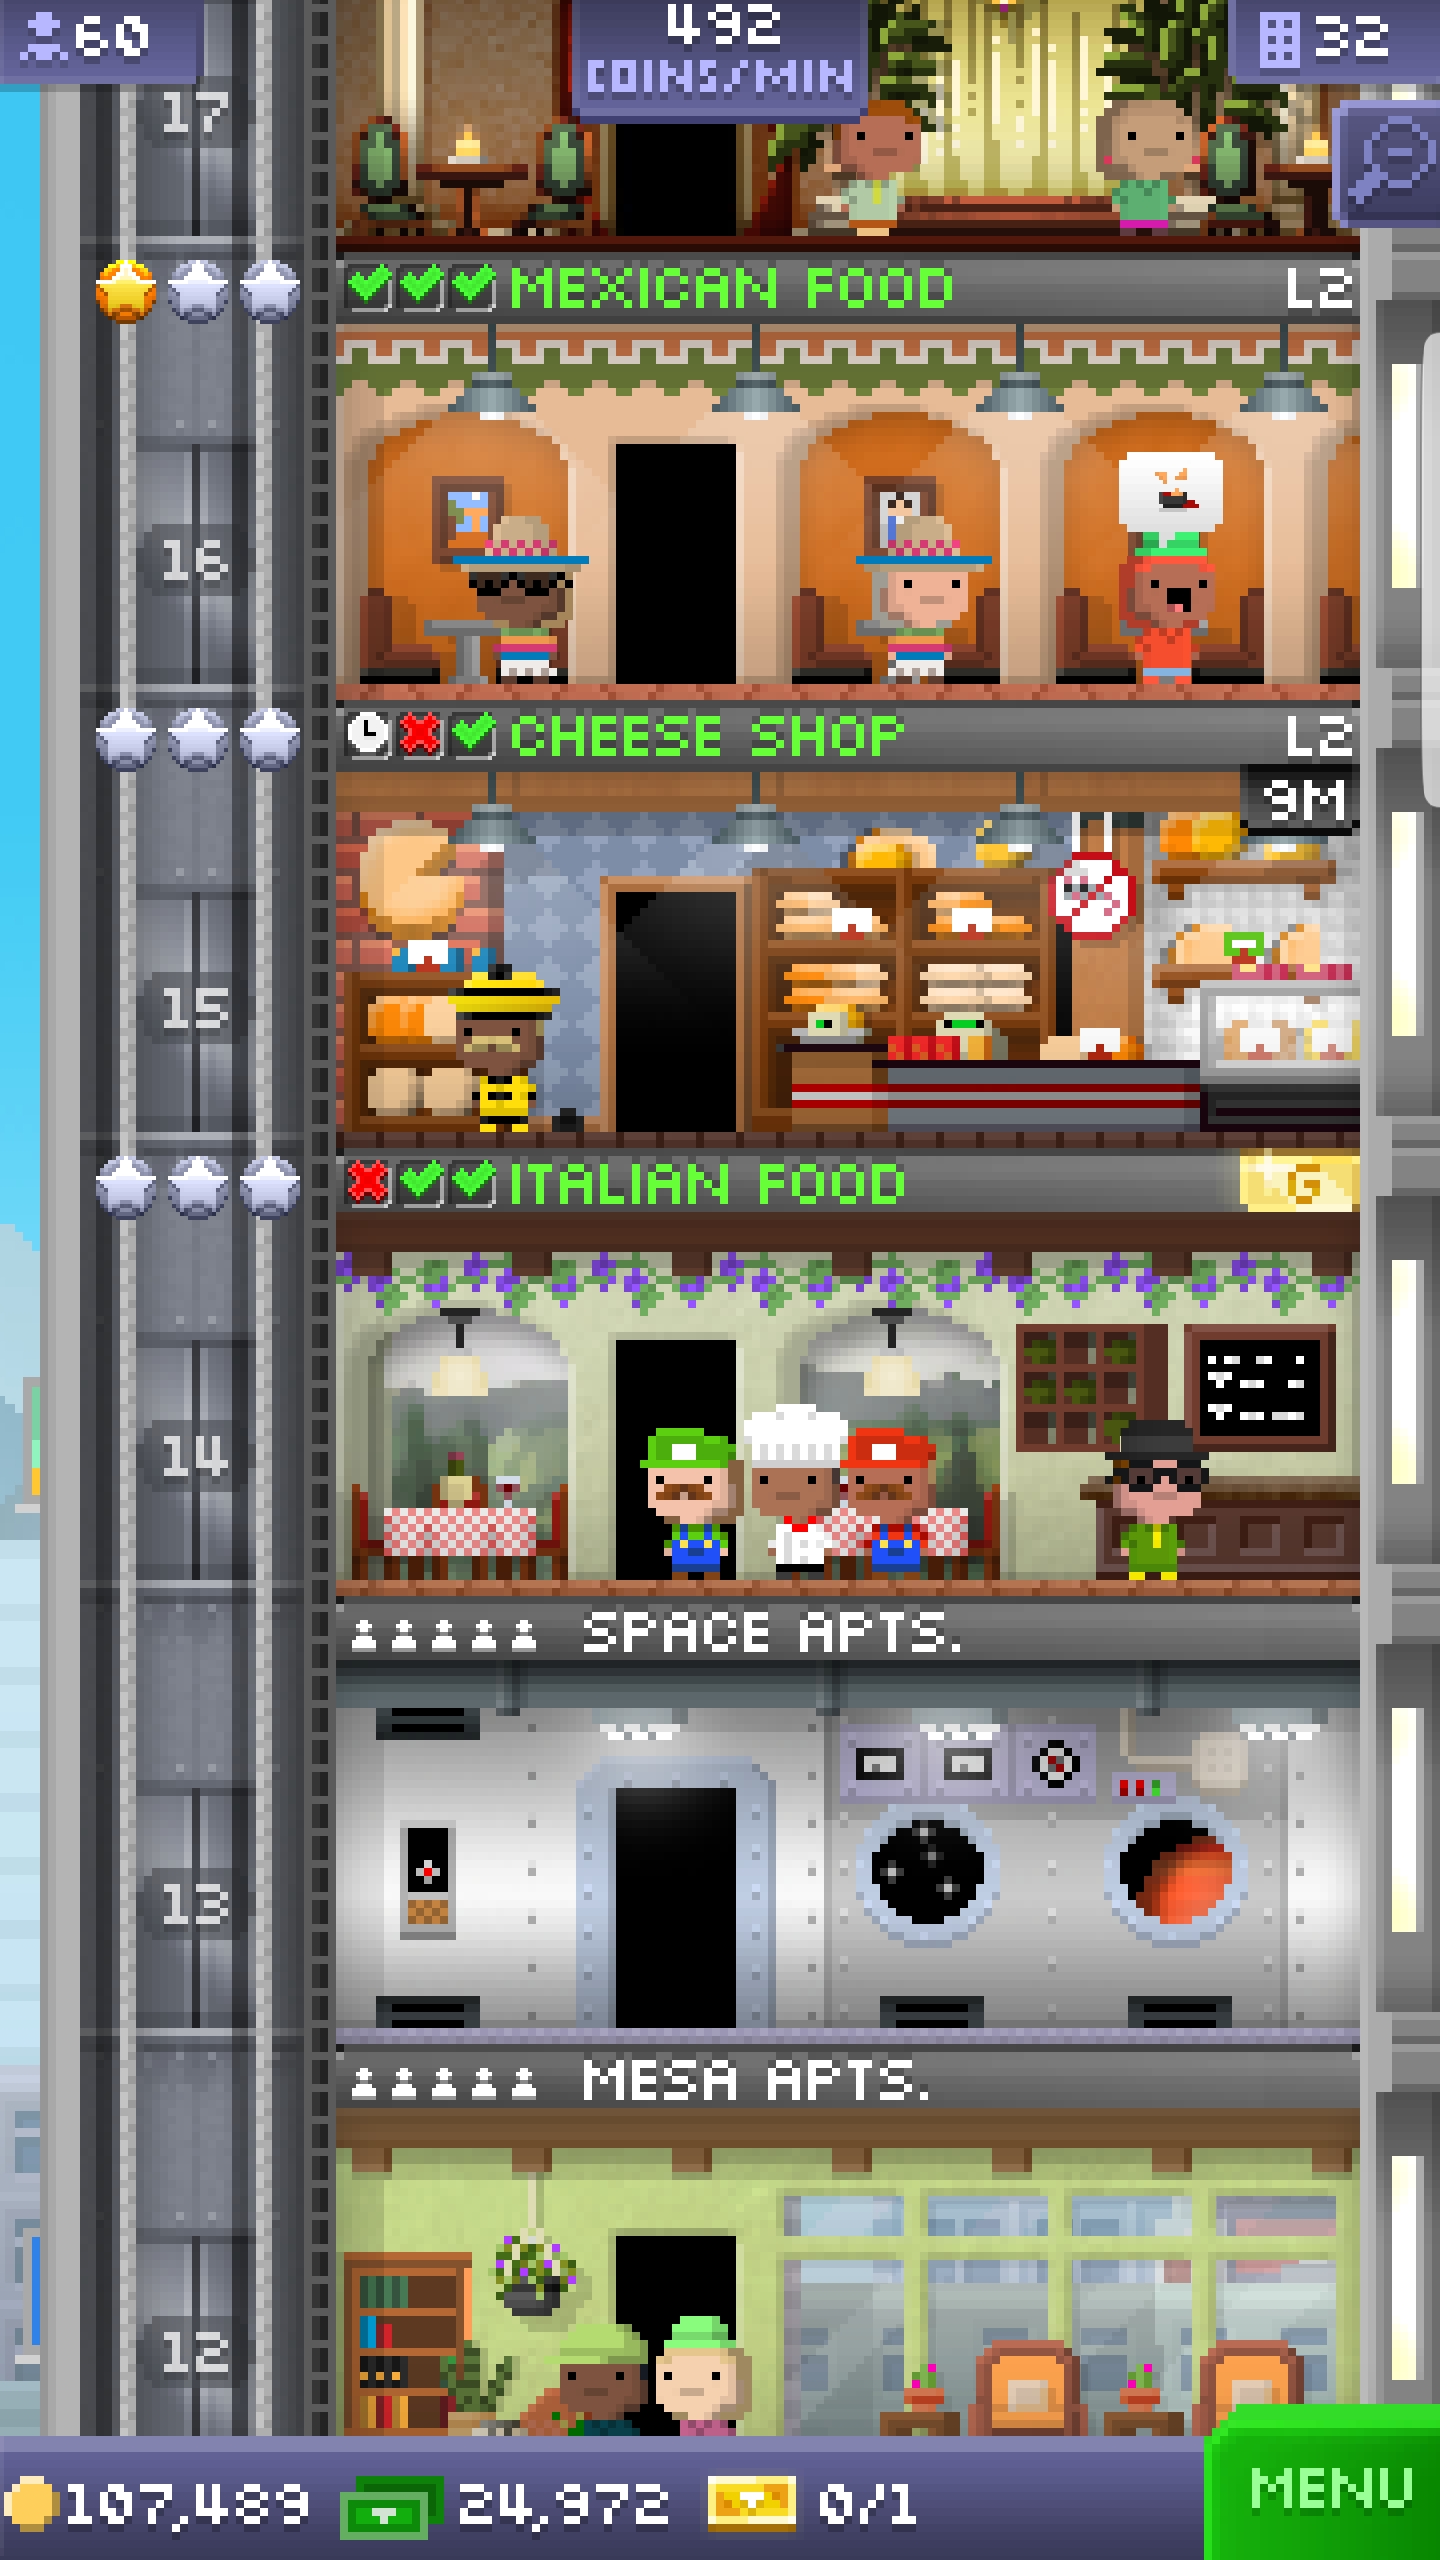 60
492
COINS/MIN
32
17
MEXICAN FOOD L2
16
CHEESE SHOP L2
9M
15
ITALIAN FOOD G
14
SPACE APTS.
13
MESA APTS.
12
107,489 24,972 0/1
MENU